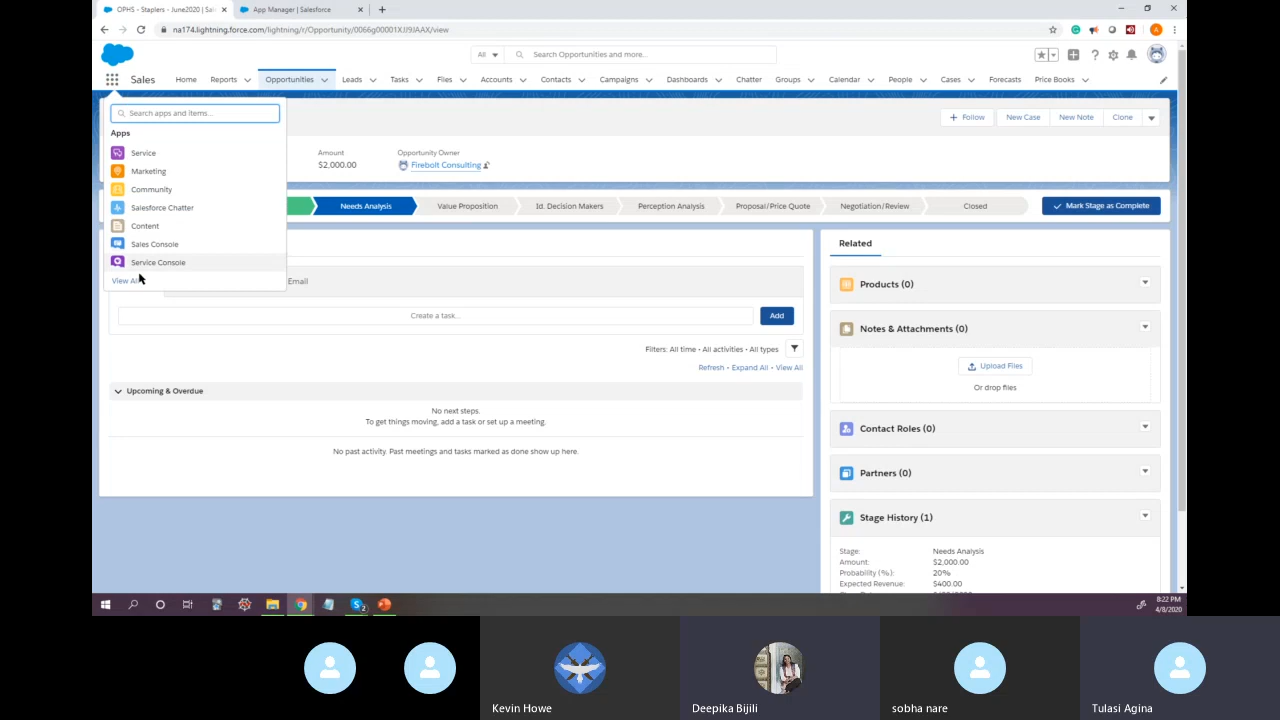 OPHS - Staplers - June2020 | Sal
App Manager | Salesforce
na174.lightning.force.com/lightning/r/Opportunity/0066g00001XJJ9JAAX/view
All
Search Opportunities and more...
Sales
Home
Reports
Opportunities
Leads
Tasks
Files
Accounts
Contacts
Campaigns
Dashboards
Chatter
Groups
Calendar
People
Cases
Forecasts
Price Books
Search apps and items...
Apps
Service
Marketing
Community
Salesforce Chatter
Content
Sales Console
Service Console
View All
Follow
New Case
New Note
Clone
Amount
$2,000.00
Opportunity Owner
Firebolt Consulting
Needs Analysis
Value Proposition
Id. Decision Makers
Perception Analysis
Proposal/Price Quote
Negotiation/Review
Closed
Mark Stage as Complete
Email
Create a task...
Add
Filters: All time • All activities • All types
Refresh • Expand All • View All
Upcoming & Overdue
No next steps.
To get things moving, add a task or set up a meeting.
No past activity. Past meetings and tasks marked as done show up here.
Related
Products (0)
Notes & Attachments (0)
Upload Files
Or drop files
Contact Roles (0)
Partners (0)
Stage History (1)
Stage: Needs Analysis
Amount: $2,000.00
Probability (%): 20%
Expected Revenue: $400.00
8:22 PM
4/8/2020
Kevin Howe
Deepika Bijili
sobha nare
Tulasi Agina